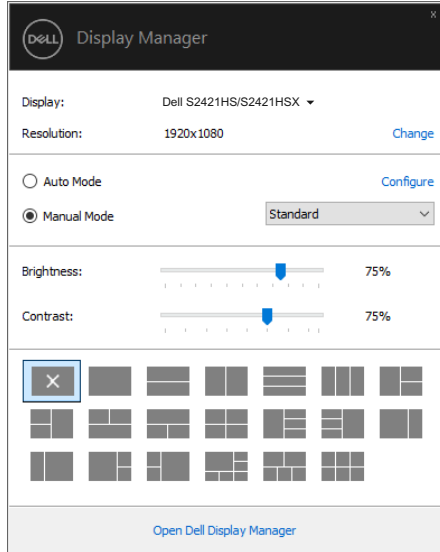 x
DELL Display Manager
Display: Dell S2421HS/S2421HSX
Resolution: 1920x1080 Change
Auto Mode Configure
Manual Mode Standard
Brightness: 75%
Contrast: 75%
Open Dell Display Manager